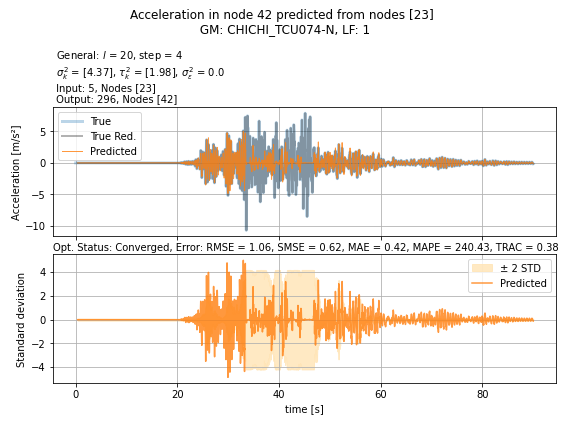 Acceleration in node 42 predicted from nodes [23]
GM: CHICHI_TCU074-N, LF: 1
General: l = 20, step = 4
σ²ₖ = [4.37], τ²ₖ = [1.98], σ²ε = 0.0
Input: 5, Nodes [23]
Output: 296, Nodes [42]
Acceleration [m/s²]
5
0
−5
−10
True
True Red.
Predicted
Opt. Status: Converged, Error: RMSE = 1.06, SMSE = 0.62, MAE = 0.42, MAPE = 240.43, TRAC = 0.38
Standard deviation
4
2
0
−2
−4
± 2 STD
Predicted
0 20 40 60 80
time [s]